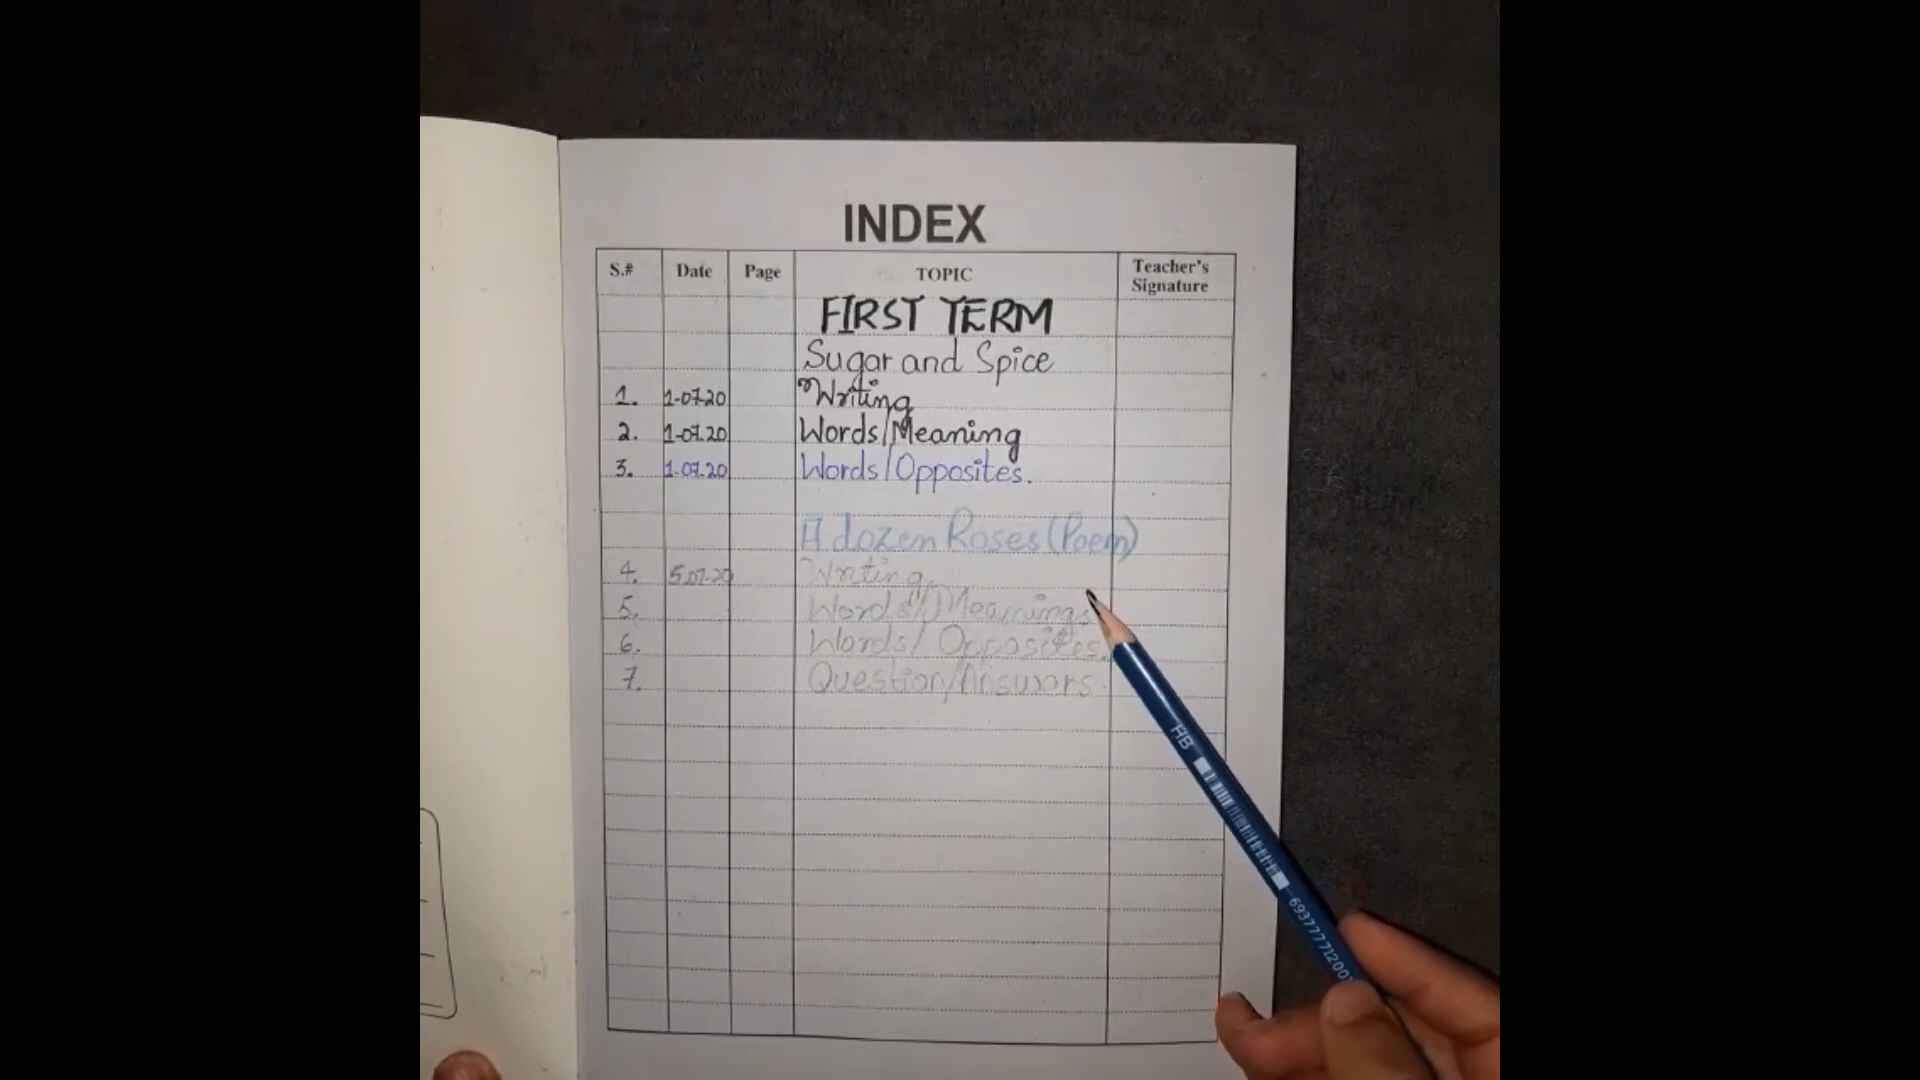 INDEX
S.# Date Page TOPIC Teacher's Signature
FIRST TERM
Sugar and Spice
1. 1-07-20 Writing
2. 1-07.20 Words/Meaning
3. 1-07-20 Words/Opposites.
A dozen Roses (Poem)
4. 5.07-20 Writing.
5. Words/Meanings
6. Words/Opposites.
7. Question/Answers.
HB
693777771200